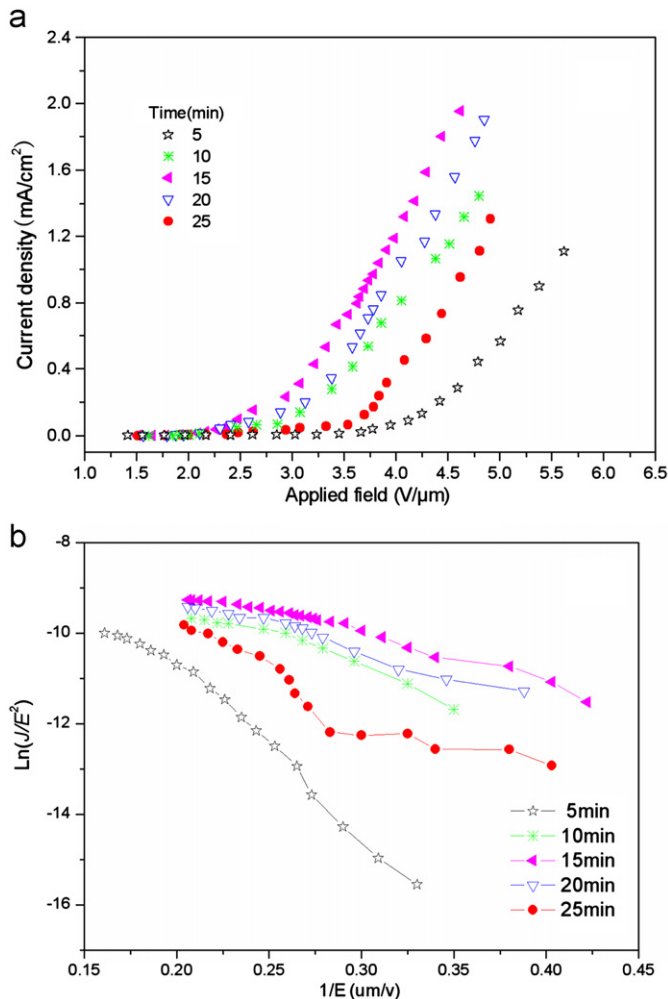 a
2.4
2.0
1.6
1.2
0.8
0.4
0.0
Current density (mA/cm²)
Time(min)
5
10
15
20
25
1.0 1.5 2.0 2.5 3.0 3.5 4.0 4.5 5.0 5.5 6.0 6.5
Applied field (V/μm)
b
-8
-10
-12
-14
-16
Ln(J/E²)
5min
10min
15min
20min
25min
0.15 0.20 0.25 0.30 0.35 0.40 0.45
1/E (um/v)